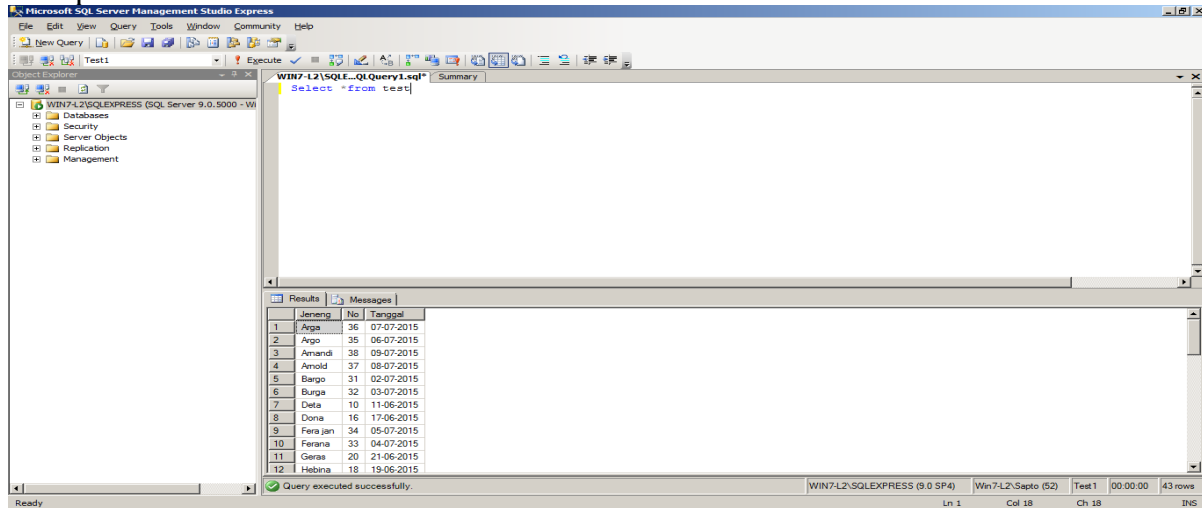 Microsoft SQL Server Management Studio Express
File Edit View Query Tools Window Community Help
New Query
Test1 Execute
Object Explorer
WIN7-L2\SQLE...QLQuery1.sql* Summary
Select *from test
WIN7-L2\SQLEXPRESS (SQL Server 9.0.5000 - Wi
Databases
Security
Server Objects
Replication
Management
Results Messages
Jeneng No Tanggal
1 Arga 36 07-07-2015
2 Argo 35 06-07-2015
3 Amandi 38 09-07-2015
4 Arnold 37 08-07-2015
5 Bargo 31 02-07-2015
6 Burga 32 03-07-2015
7 Deta 10 11-06-2015
8 Dona 16 17-06-2015
9 Fera jan 34 05-07-2015
10 Ferana 33 04-07-2015
11 Geras 20 21-06-2015
12 Hebina 18 19-06-2015
Query executed successfully. WIN7-L2\SQLEXPRESS (9.0 SP4) Win7-L2\Sapto (52) Test1 00:00:00 43 rows
Ready Ln 1 Col 18 Ch 18 INS